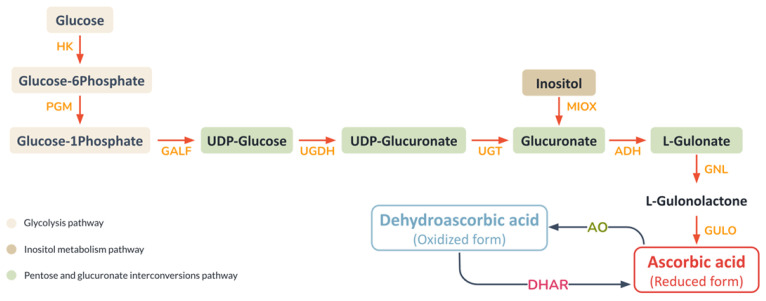 Glucose
HK
Glucose-6Phosphate
PGM
Inositol
MIOX
Glucose-1Phosphate
GALF
UDP-Glucose
UGDH
UDP-Glucuronate
UGT
Glucuronate
ADH
L-Gulonate
GNL
L-Gulonolactone
GULO
Dehydroascorbic acid
(Oxidized form)
AO
DHAR
Ascorbic acid
(Reduced form)
Glycolysis pathway
Inositol metabolism pathway
Pentose and glucuronate interconversions pathway